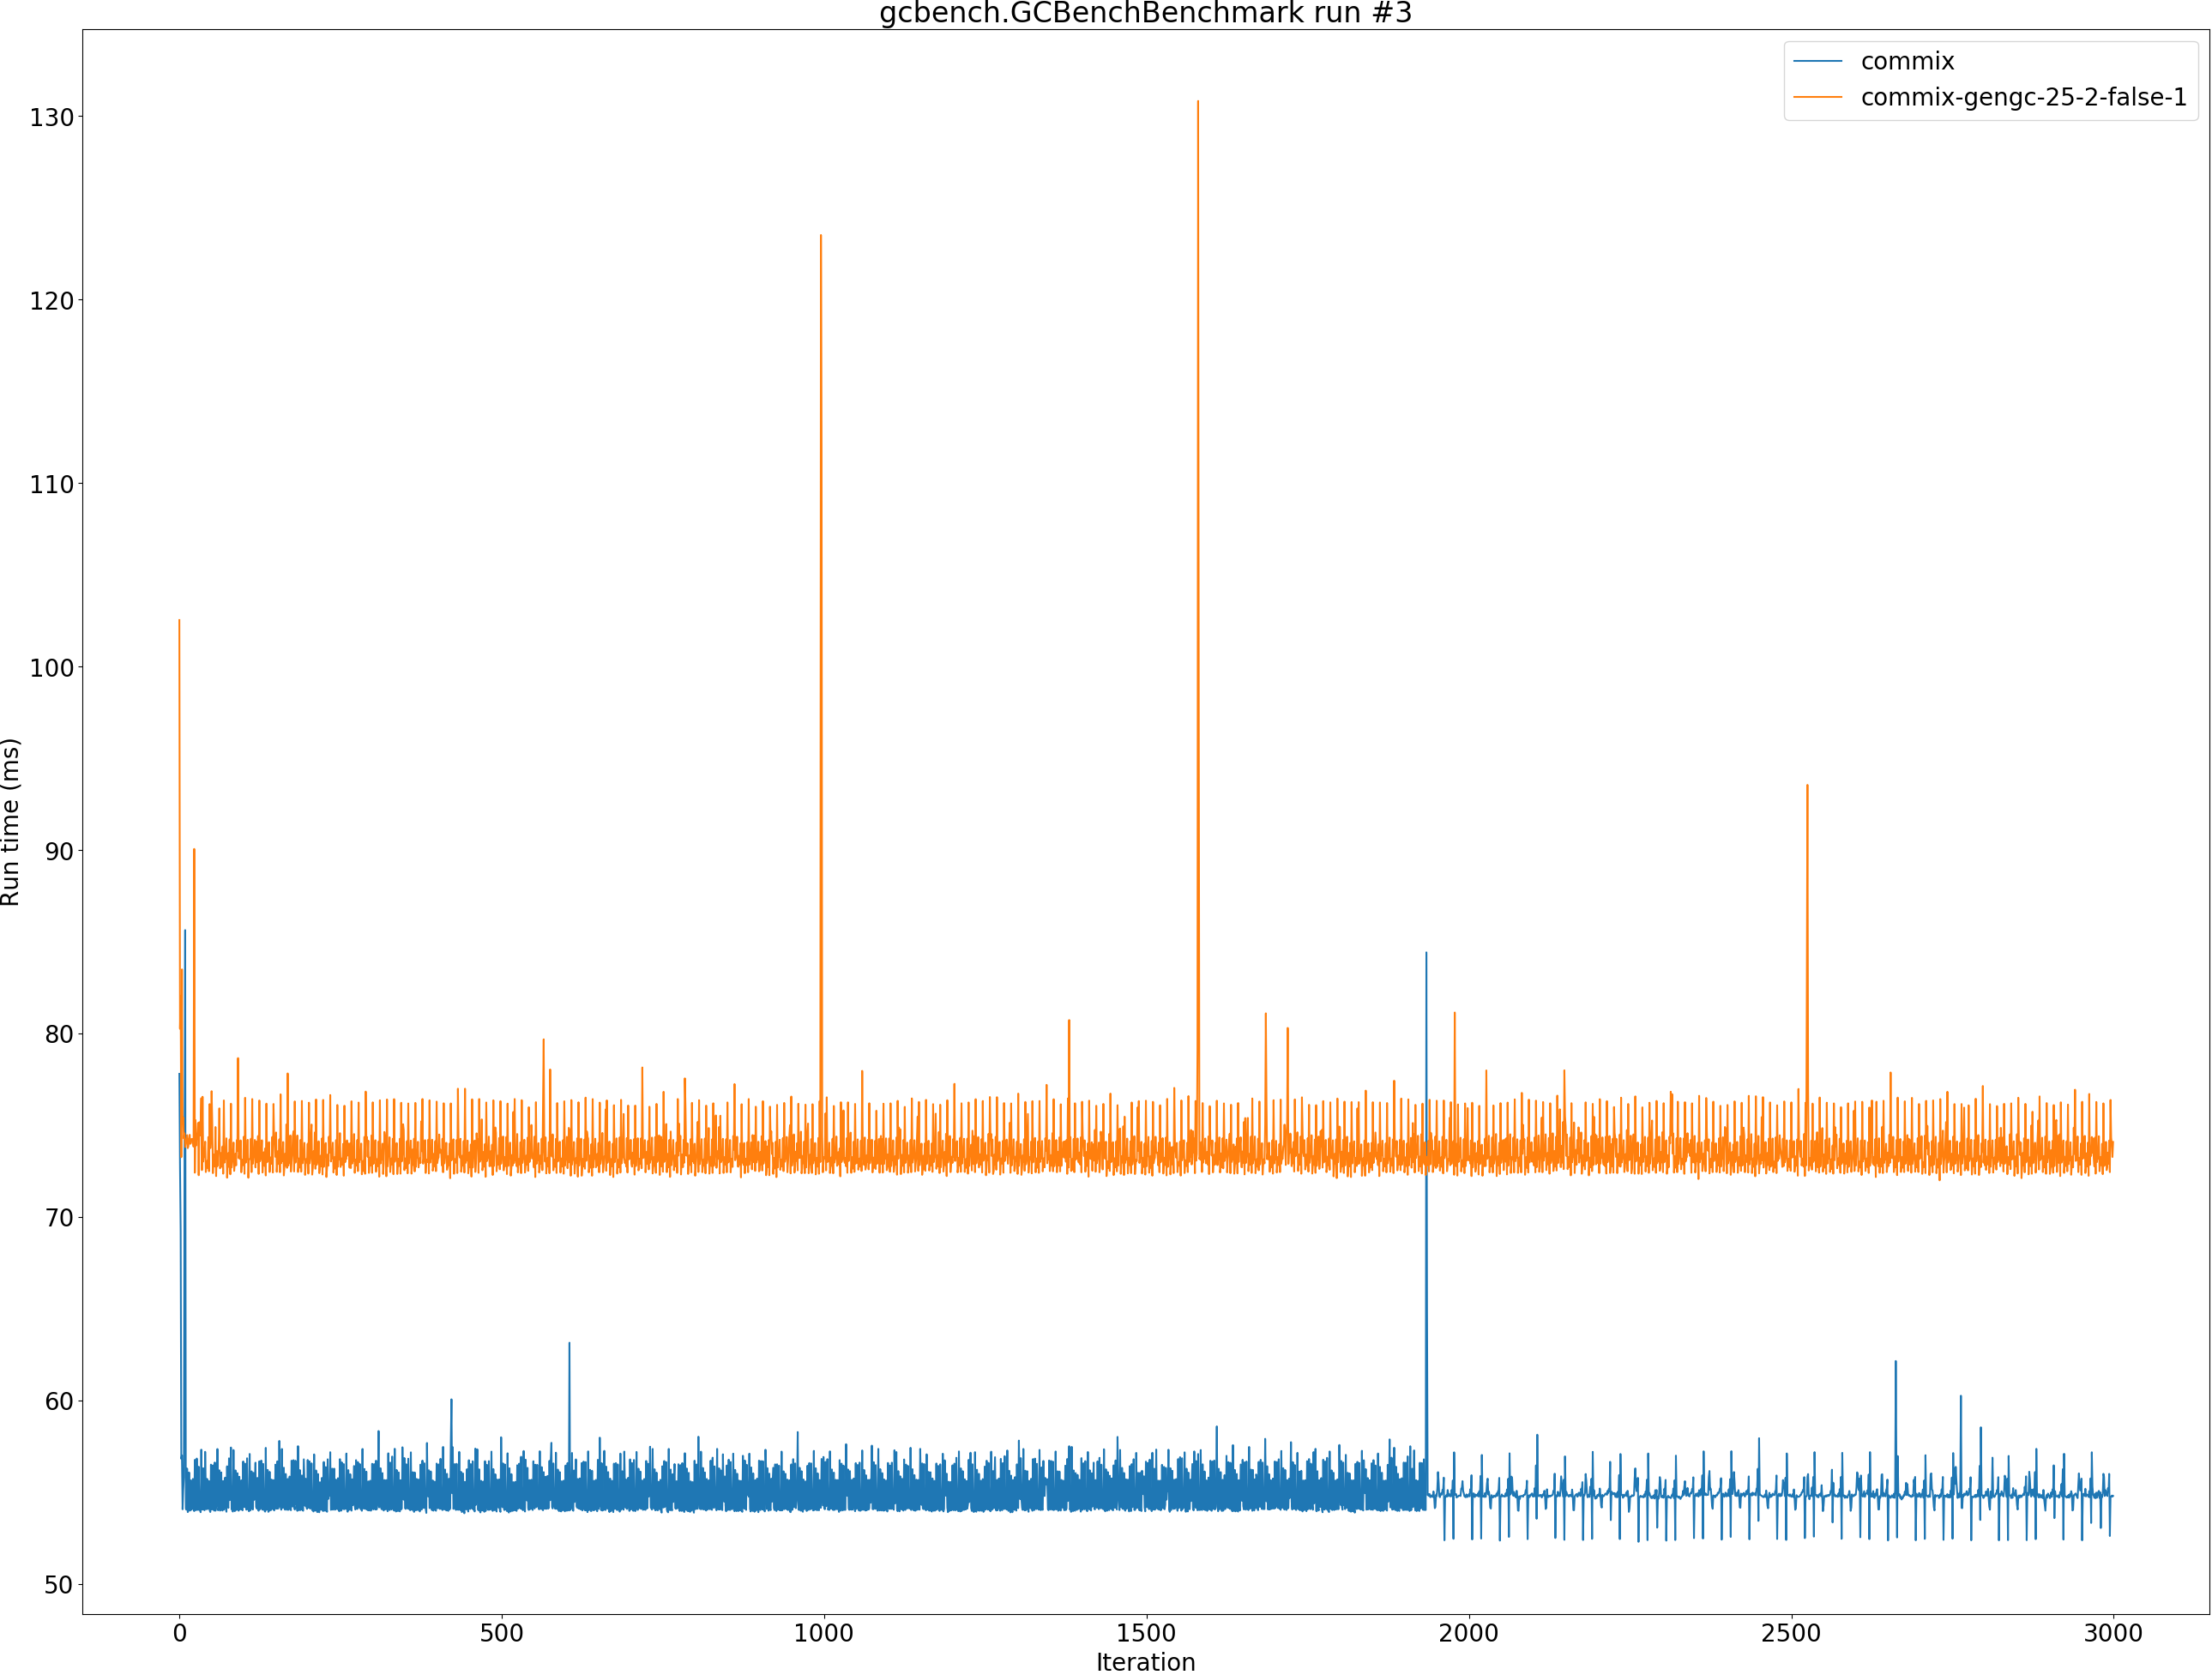 gcbench.GCBenchBenchmark run #3
commix
commix-gengc-25-2-false-1
Run time (ms)
130
120
110
100
90
80
70
60
50
0 500 1000 1500 2000 2500 3000
Iteration